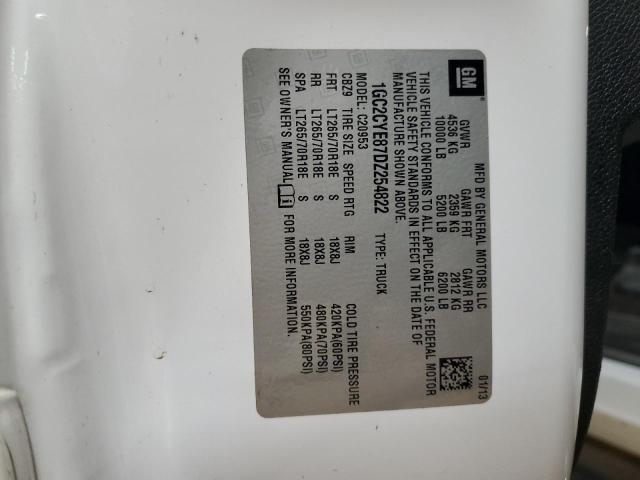 GM
MFD BY GENERAL MOTORS LLC
01/13
GVWR GAWR FRT GAWR RR
4536 KG 2359 KG 2812 KG
10000 LB 5200 LB 6200 LB
THIS VEHICLE CONFORMS TO ALL APPLICABLE U.S. FEDERAL MOTOR
VEHICLE SAFETY STANDARDS IN EFFECT ON THE DATE OF
MANUFACTURE SHOWN ABOVE.
1GC2CYE87DZ254822 TYPE: TRUCK
MODEL: C20953
CBZ9 TIRE SIZE SPEED RTG RIM COLD TIRE PRESSURE
FRT LT265/70R18E S 18X8J 420KPA(60PSI)
RR LT265/70R18E S 18X8J 480KPA(70PSI)
SPA LT265/70R18E S 18X8J 550KPA(80PSI)
SEE OWNER'S MANUAL FOR MORE INFORMATION.